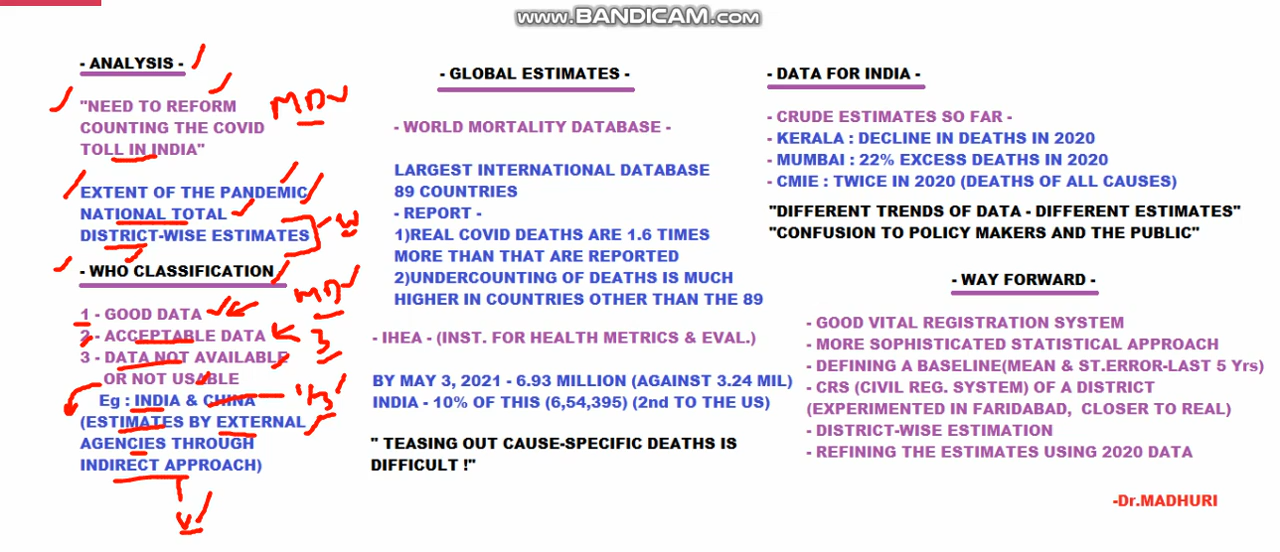 WWW.BANDICAM.COM
- ANALYSIS -
"NEED TO REFORM
COUNTING THE COVID
TOLL IN INDIA"
EXTENT OF THE PANDEMIC
NATIONAL TOTAL
DISTRICT-WISE ESTIMATES
- WHO CLASSIFICATION
1 - GOOD DATA
2 - ACCEPTABLE DATA
3 - DATA NOT AVAILABLE
OR NOT USABLE
Eg : INDIA & CHINA
(ESTIMATES BY EXTERNAL
AGENCIES THROUGH
INDIRECT APPROACH)
3
- GLOBAL ESTIMATES -
- WORLD MORTALITY DATABASE -
LARGEST INTERNATIONAL DATABASE
89 COUNTRIES
- REPORT -
1)REAL COVID DEATHS ARE 1.6 TIMES
MORE THAN THAT ARE REPORTED
2)UNDERCOUNTING OF DEATHS IS MUCH
HIGHER IN COUNTRIES OTHER THAN THE 89
- IHEA - (INST. FOR HEALTH METRICS & EVAL.)
BY MAY 3, 2021 - 6.93 MILLION (AGAINST 3.24 MIL)
INDIA - 10% OF THIS (6,54,395) (2nd TO THE US)
" TEASING OUT CAUSE-SPECIFIC DEATHS IS
DIFFICULT !"
- DATA FOR INDIA -
- CRUDE ESTIMATES SO FAR -
- KERALA : DECLINE IN DEATHS IN 2020
- MUMBAI : 22% EXCESS DEATHS IN 2020
- CMIE : TWICE IN 2020 (DEATHS OF ALL CAUSES)
"DIFFERENT TRENDS OF DATA - DIFFERENT ESTIMATES"
"CONFUSION TO POLICY MAKERS AND THE PUBLIC"
- WAY FORWARD -
- GOOD VITAL REGISTRATION SYSTEM
- MORE SOPHISTICATED STATISTICAL APPROACH
- DEFINING A BASELINE(MEAN & ST.ERROR-LAST 5 Yrs)
- CRS (CIVIL REG. SYSTEM) OF A DISTRICT
(EXPERIMENTED IN FARIDABAD,  CLOSER TO REAL)
- DISTRICT-WISE ESTIMATION
- REFINING THE ESTIMATES USING 2020 DATA
-Dr.MADHURI